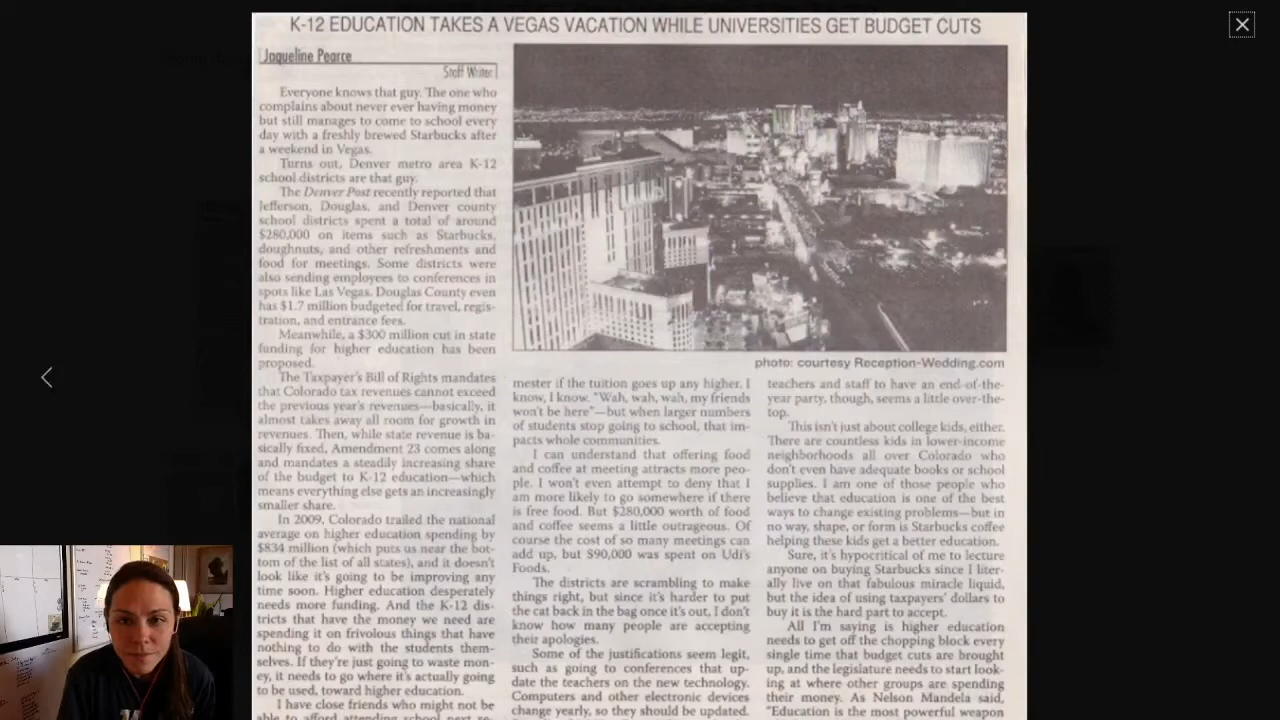 K-12 EDUCATION TAKES A VEGAS VACATION WHILE UNIVERSITIES GET BUDGET CUTS
Jaqueline Pearce
Staff Writer
Everyone knows that guy. The one who
complains about never ever having money
but still manages to come to school every
day with a freshly brewed Starbucks after
a weekend in Vegas.
Turns out, Denver metro area K-12
school districts are that guy.
The Denver Post recently reported that
Jefferson, Douglas, and Denver county
school districts spent a total of around
$280,000 on items such as Starbucks,
doughnuts, and other refreshments and
food for meetings. Some districts were
also sending employees to conferences in
spots like Las Vegas. Douglas County even
has $1.7 million budgeted for travel, regis-
tration, and entrance fees.
Meanwhile, a $300 million cut in state
funding for higher education has been
proposed.
The Taxpayer's Bill of Rights mandates
that Colorado tax revenues cannot exceed
the previous year's revenues—basically, it
almost takes away all room for growth in
revenues. Then, while state revenue is ba-
sically fixed, Amendment 23 comes along
and mandates a steadily increasing share
of the budget to K-12 education—which
means everything else gets an increasingly
smaller share.
In 2009, Colorado trailed the national
average on higher education spending by
$834 million (which puts us near the bot-
tom of the list of all states), and it doesn't
look like it's going to be improving any
time soon. Higher education desperately
needs more funding. And the K-12 dis-
tricts that have the money we need are
spending it on frivolous things that have
nothing to do with the students them-
selves. If they're just going to waste mon-
ey, it needs to go where it's actually going
to be used, toward higher education.
I have close friends who might not be
able to afford attending school next se-
photo: courtesy Reception-Wedding.com
mester if the tuition goes up any higher. I
know, I know. "Wah, wah, wah, my friends
won't be here"—but when larger numbers
of students stop going to school, that im-
pacts whole communities.
I can understand that offering food
and coffee at meeting attracts more peo-
ple. I won't even attempt to deny that I
am more likely to go somewhere if there
is free food. But $280,000 worth of food
and coffee seems a little outrageous. Of
course the cost of so many meetings can
add up, but $90,000 was spent on Udi's
Foods.
The districts are scrambling to make
things right, but since it's harder to put
the cat back in the bag once it's out, I don't
know how many people are accepting
their apologies.
Some of the justifications seem legit,
such as going to conferences that up-
date the teachers on the new technology.
Computers and other electronic devices
change yearly, so they should be updated.
teachers and staff to have an end-of-the-
year party, though, seems a little over-the-
top.
This isn't just about college kids, either.
There are countless kids in lower-income
neighborhoods all over Colorado who
don't even have adequate books or school
supplies. I am one of those people who
believe that education is one of the best
ways to change existing problems—but in
no way, shape, or form is Starbucks coffee
helping these kids get a better education.
Sure, it's hypocritical of me to lecture
anyone on buying Starbucks since I liter-
ally live on that fabulous miracle liquid,
but the idea of using taxpayers' dollars to
buy it is the hard part to accept.
All I'm saying is higher education
needs to get off the chopping block every
single time that budget cuts are brought
up, and the legislature needs to start look-
ing at where other groups are spending
their money. As Nelson Mandela said,
"Education is the most powerful weapon